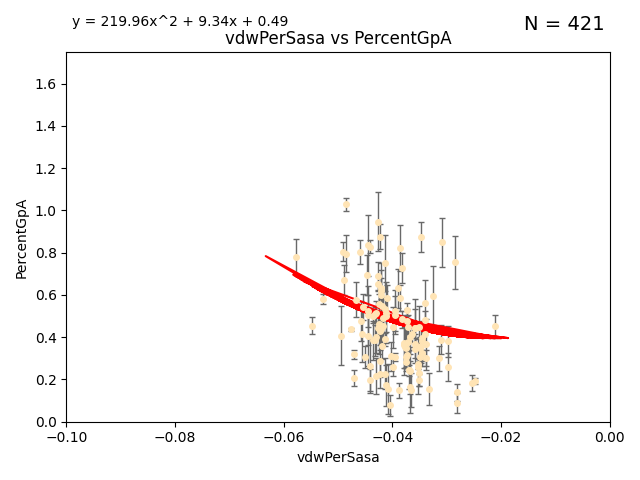 y = 219.96x^2 + 9.34x + 0.49
N = 421
vdwPerSasa vs PercentGpA
1.6
1.4
1.2
1.0
0.8
0.6
0.4
0.2
0.0
PercentGpA
−0.10 −0.08 −0.06 −0.04 −0.02 0.00
vdwPerSasa